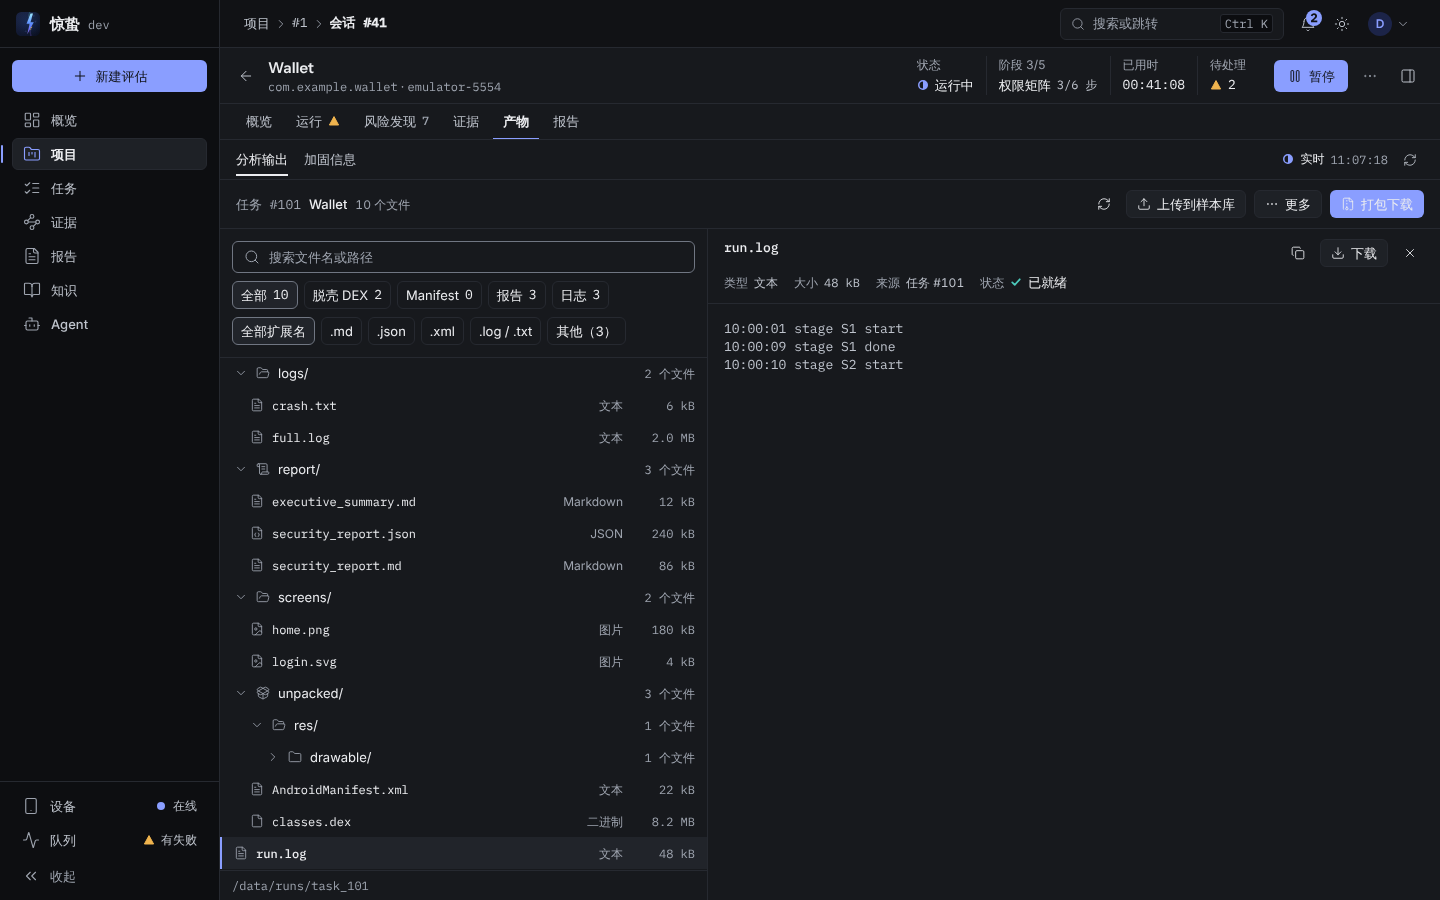 惊蛰 dev
项目 #1 会话 #41
搜索或跳转 Ctrl K
2
D
新建评估
概览
项目
任务
证据
报告
知识
Agent
设备 在线
队列 有失败
收起
Wallet
com.example.wallet · emulator-5554
状态
运行中
阶段 3/5
权限矩阵 3/6 步
已用时
00:41:08
待处理
2
暂停
概览 运行 风险发现 7 证据 产物 报告
分析输出 加固信息
实时 11:07:18
任务 #101 Wallet 10 个文件
上传到样本库 更多 打包下载
搜索文件名或路径
全部 10 脱壳 DEX 2 Manifest 0 报告 3 日志 3
全部扩展名 .md .json .xml .log / .txt 其他（3）
logs/ 2 个文件
crash.txt 文本 6 kB
full.log 文本 2.0 MB
report/ 3 个文件
executive_summary.md Markdown 12 kB
security_report.json JSON 240 kB
security_report.md Markdown 86 kB
screens/ 2 个文件
home.png 图片 180 kB
login.svg 图片 4 kB
unpacked/ 3 个文件
res/ 1 个文件
drawable/ 1 个文件
AndroidManifest.xml 文本 22 kB
classes.dex 二进制 8.2 MB
run.log 文本 48 kB
/data/runs/task_101
run.log
下载
类型 文本 大小 48 kB 来源 任务 #101 状态 已就绪
10:00:01 stage S1 start
10:00:09 stage S1 done
10:00:10 stage S2 start